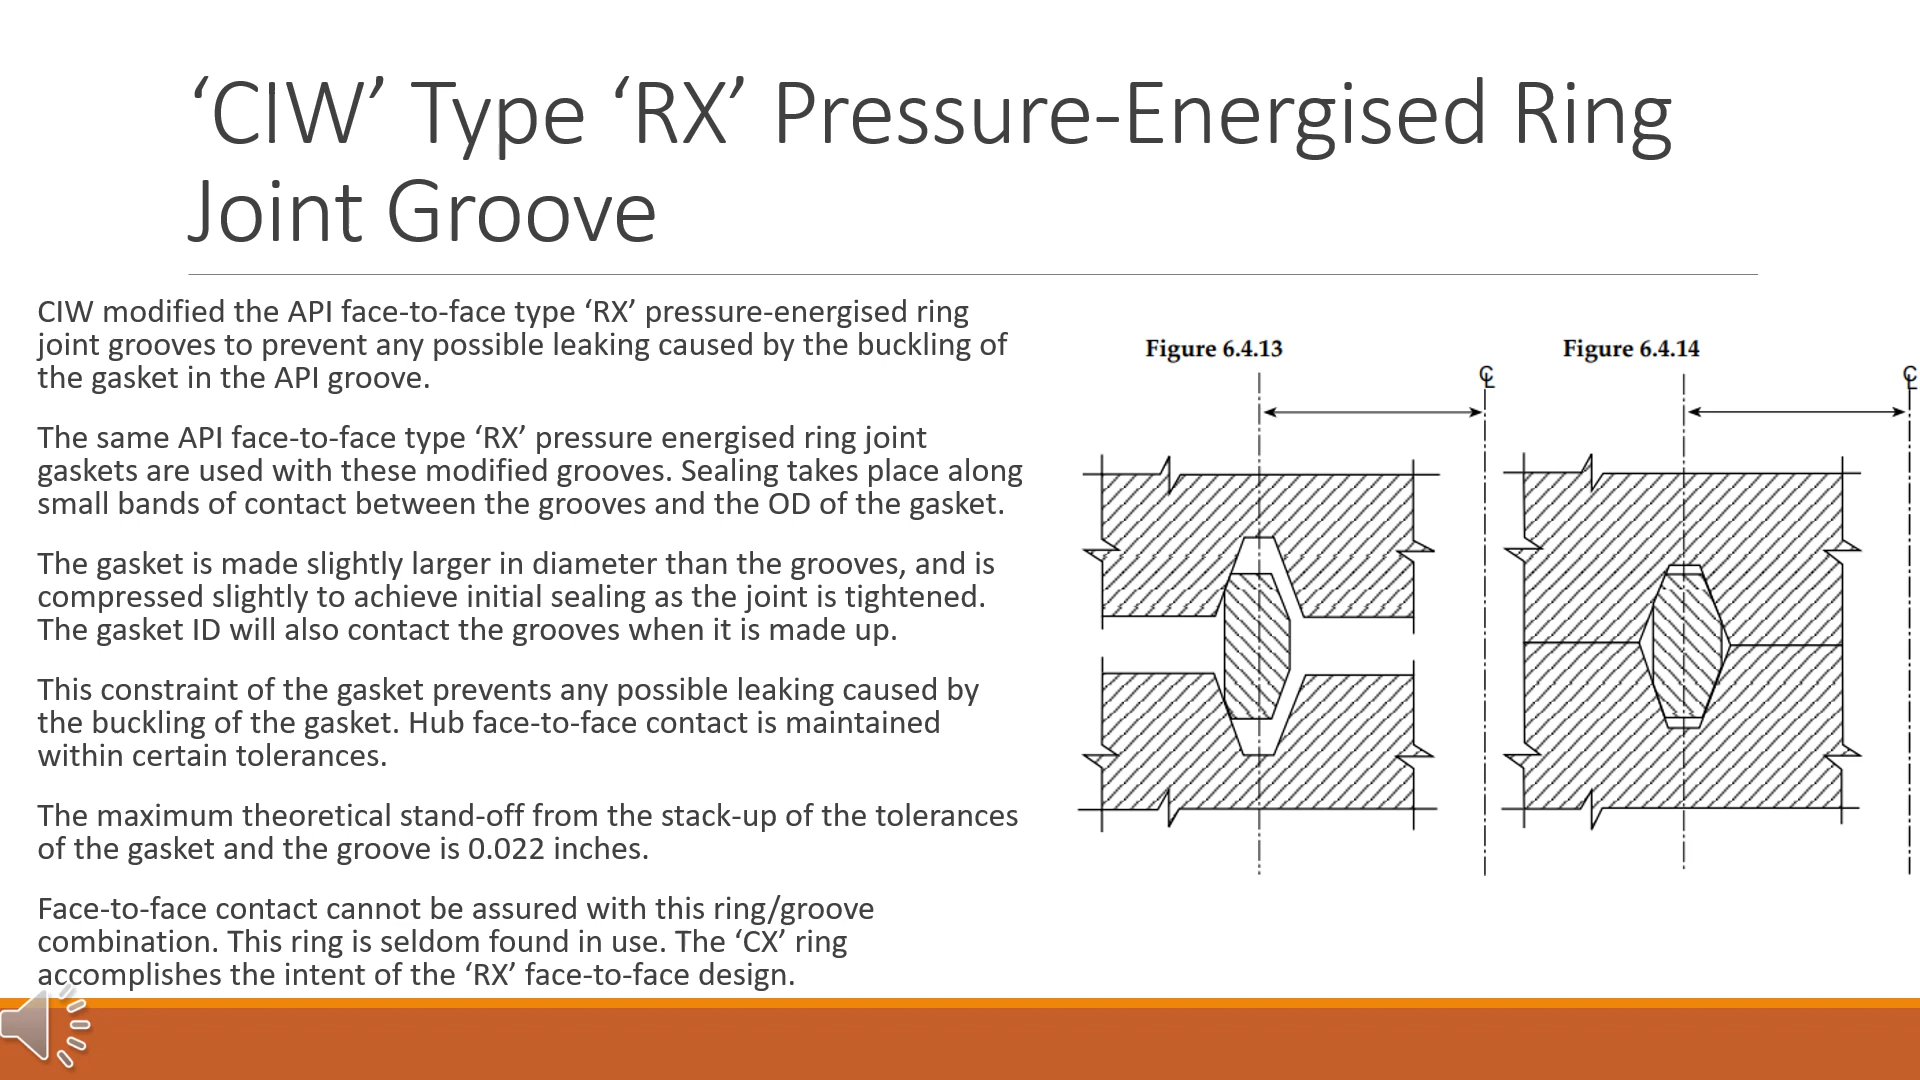 ‘CIW’ Type ‘RX’ Pressure-Energised Ring
Joint Groove
CIW modified the API face-to-face type ‘RX’ pressure-energised ring
joint grooves to prevent any possible leaking caused by the buckling of
the gasket in the API groove.
The same API face-to-face type ‘RX’ pressure energised ring joint
gaskets are used with these modified grooves. Sealing takes place along
small bands of contact between the grooves and the OD of the gasket.
The gasket is made slightly larger in diameter than the grooves, and is
compressed slightly to achieve initial sealing as the joint is tightened.
The gasket ID will also contact the grooves when it is made up.
This constraint of the gasket prevents any possible leaking caused by
the buckling of the gasket. Hub face-to-face contact is maintained
within certain tolerances.
The maximum theoretical stand-off from the stack-up of the tolerances
of the gasket and the groove is 0.022 inches.
Face-to-face contact cannot be assured with this ring/groove
combination. This ring is seldom found in use. The ‘CX’ ring
accomplishes the intent of the ‘RX’ face-to-face design.
Figure 6.4.13
℄
Figure 6.4.14
℄